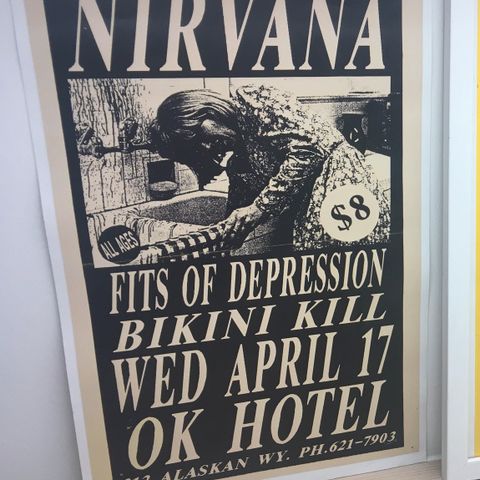 NIRVANA
$8
ALL AGES
FITS OF DEPRESSION
BIKINI KILL
WED APRIL 17
OK HOTEL
212 ALASKAN WY. PH.621-7903